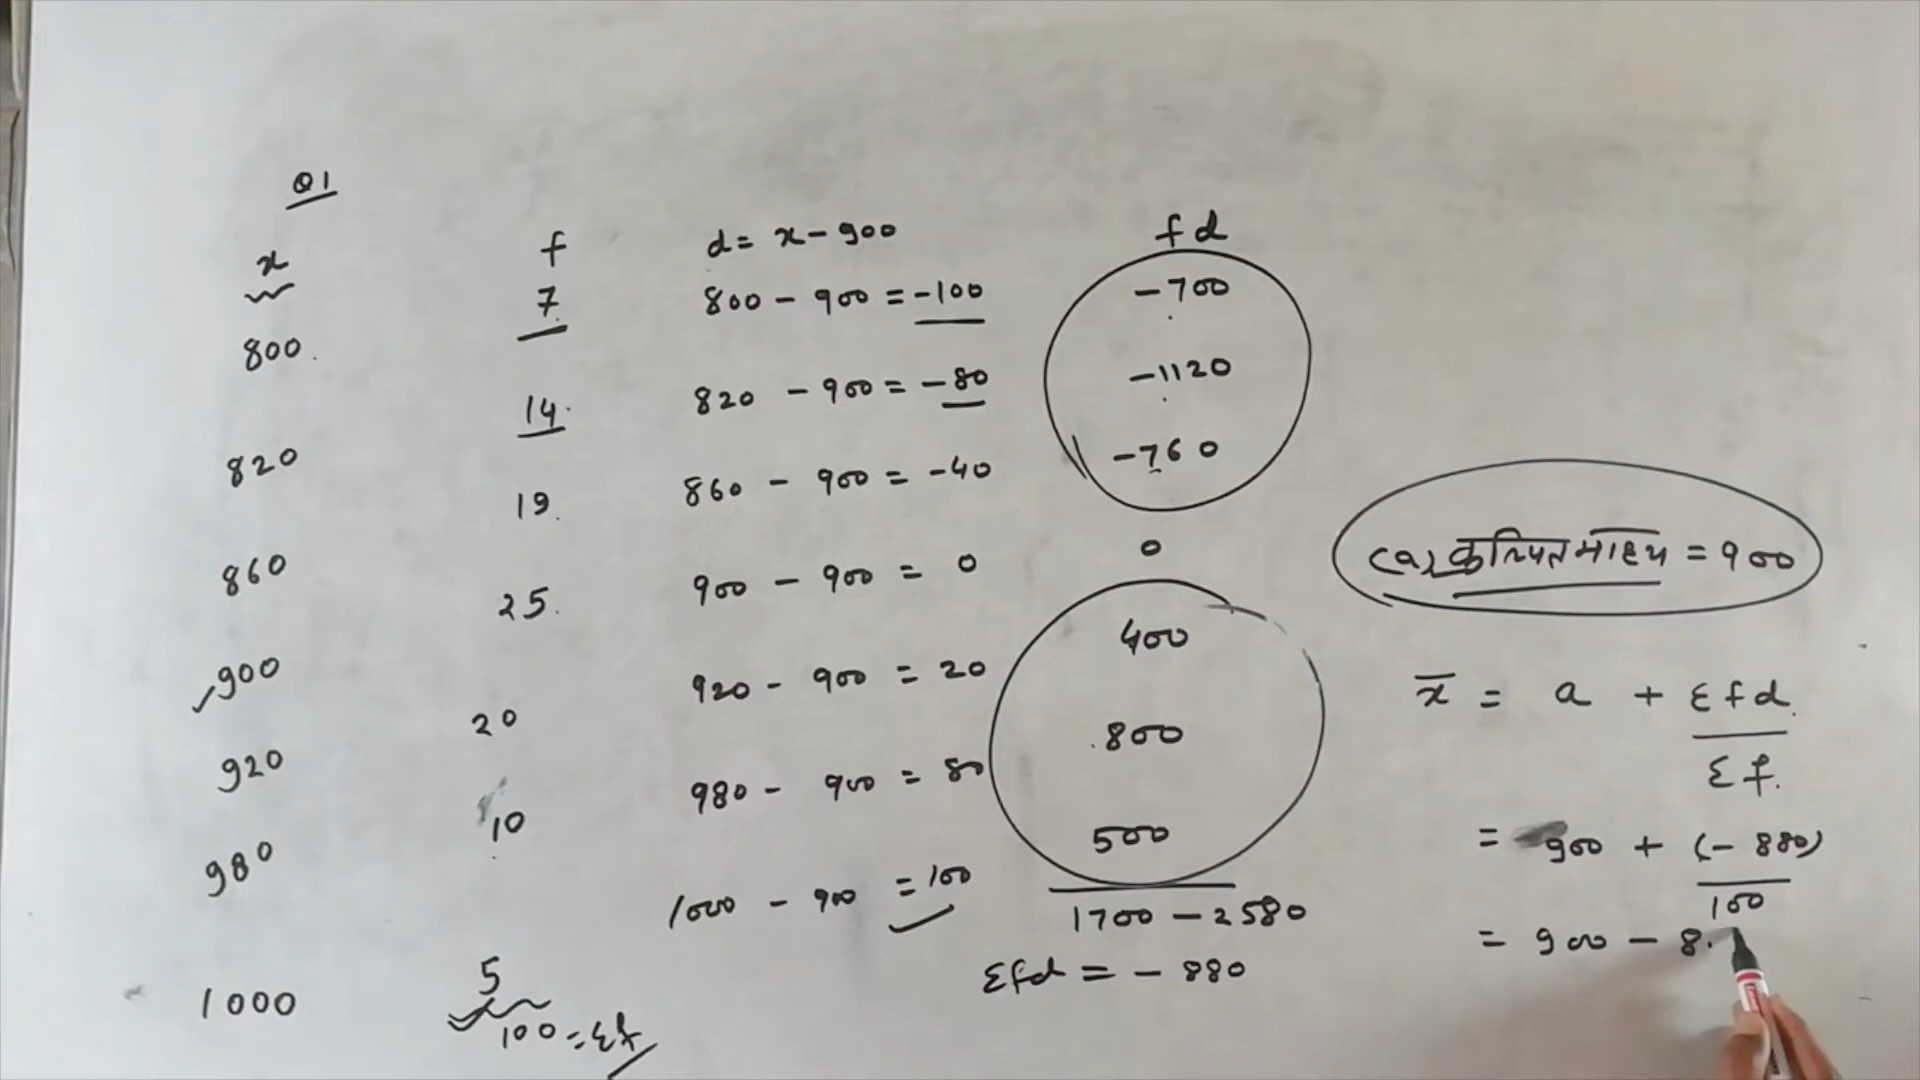 Q1
x f d = x - 900 fd
800 7 800 - 900 = -100 -700
820 14 820 - 900 = -80 -1120
860 19 860 - 900 = -40 -760
900 25 900 - 900 = 0 0
920 20 920 - 900 = 20 400
980 10 980 - 900 = 80 800
1000 5 1000 - 900 = 100 500
100 = Σf
1700 - 2580
Σfd = - 880
(a) कल्पित माध्य = 900
x̄ = a + Σfd / Σf.
= 900 + (- 880) / 100
= 900 - 8.